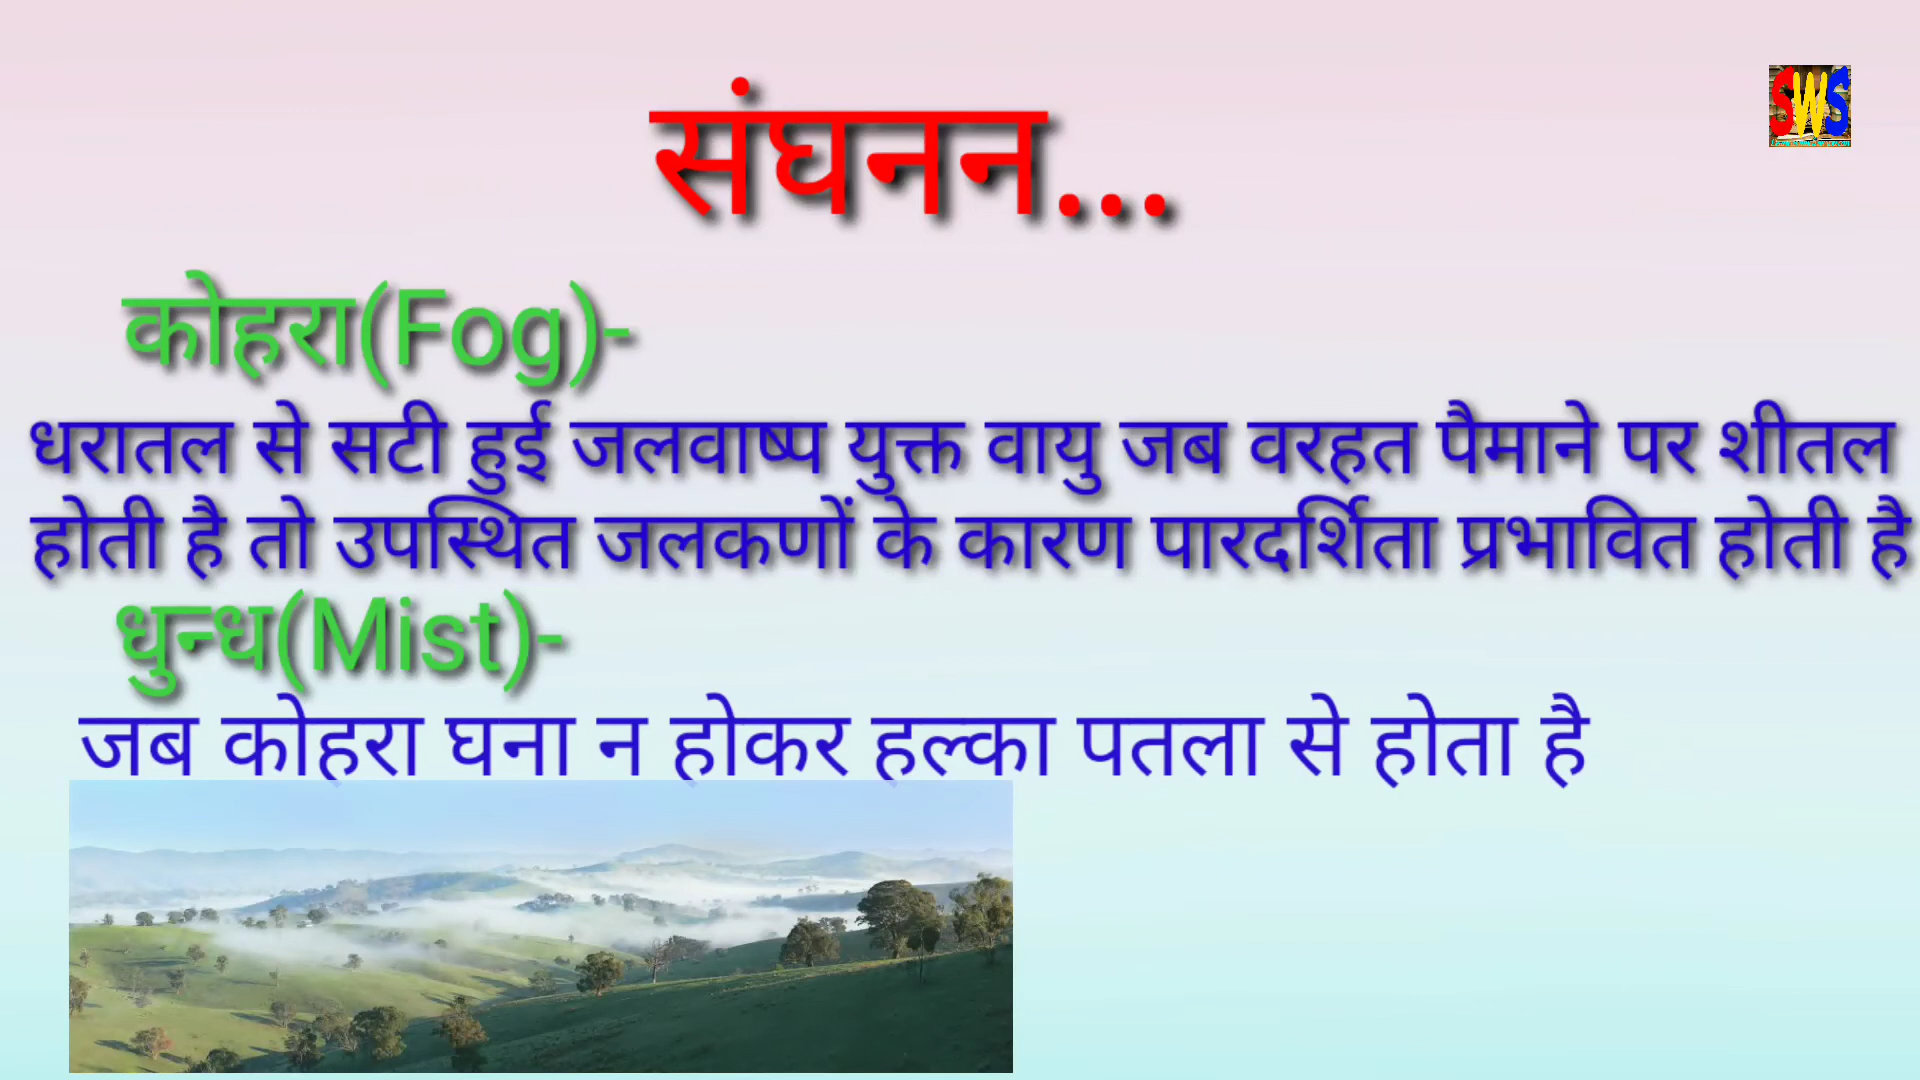 संघनन...
SWS
कोहरा(Fog)-
धरातल से सटी हुई जलवाष्प युक्त वायु जब वरहत पैमाने पर शीतल
होती है तो उपस्थित जलकणों के कारण पारदर्शिता प्रभावित होती है
धुन्ध(Mist)-
जब कोहरा घना न होकर हल्का पतला से होता है